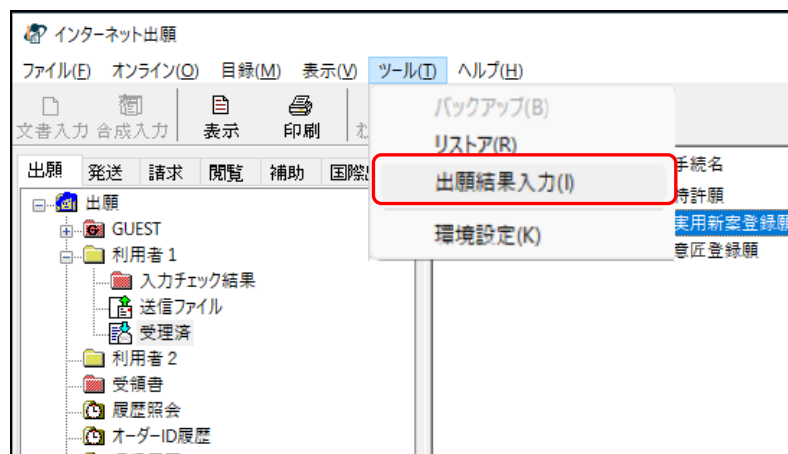 インターネット出願
ファイル(F) オンライン(O) 目録(M) 表示(V) ツール(T) ヘルプ(H)
文書入力 合成入力 表示 印刷
バックアップ(B)
リストア(R)
出願結果入力(I)
環境設定(K)
出願 発送 請求 閲覧 補助 国際
手続名
特許願
実用新案登録願
意匠登録願
出願
GUEST
利用者1
入力チェック結果
送信ファイル
受理済
利用者2
受領書
履歴照会
オーダーID履歴